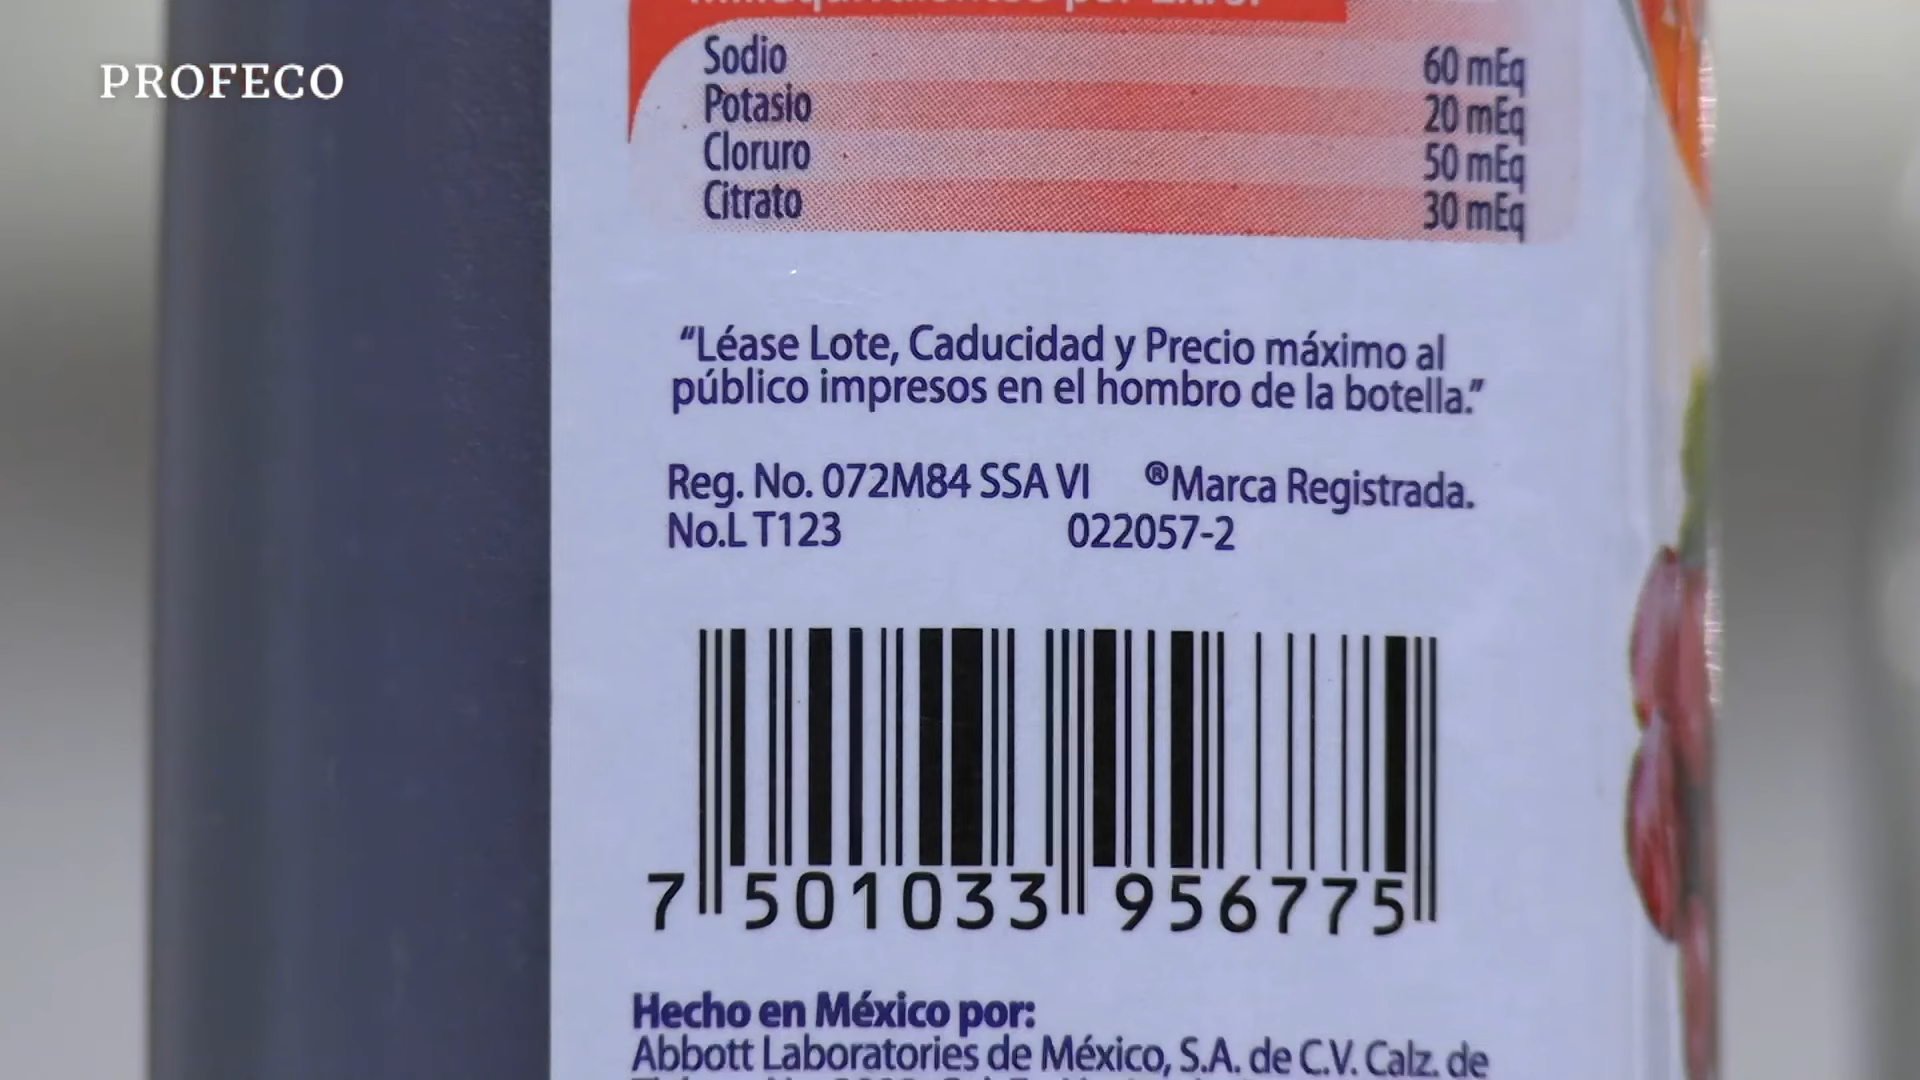 PROFECO
Sodio 60 mEq
Potasio 20 mEq
Cloruro 50 mEq
Citrato 30 mEq
“Léase Lote, Caducidad y Precio máximo al
público impresos en el hombro de la botella.”
Reg. No. 072M84 SSA VI ®Marca Registrada.
No.L T123 022057-2
7 501033 956775
Hecho en México por:
Abbott Laboratories de México, S.A. de C.V. Calz. de